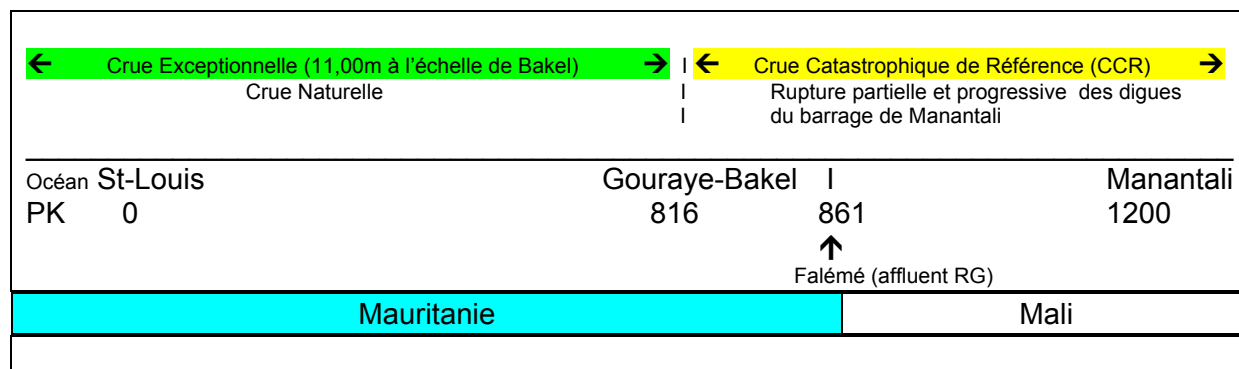 ← Crue Exceptionnelle (11,00m à l’échelle de Bakel) → I ← Crue Catastrophique de Référence (CCR) →
Crue Naturelle I Rupture partielle et progressive des digues
I du barrage de Manantali
Océan St-Louis Gouraye-Bakel I Manantali
PK 0 816 861 1200
↑
Falémé (affluent RG)
Mauritanie Mali